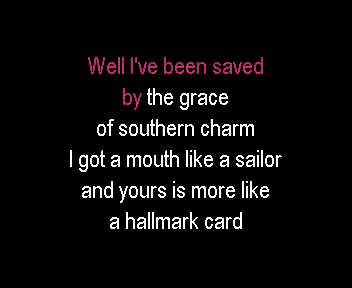 Well I've been saved
by the grace
of southern charm
I got a mouth like a sailor
and yours is more like
a hallmark card